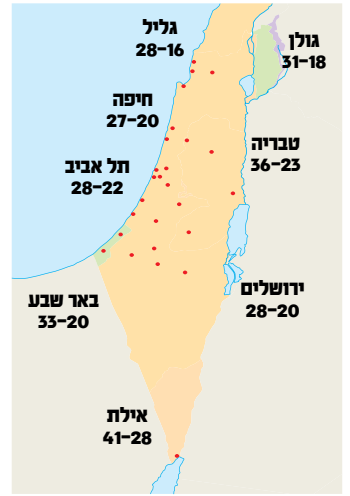 גליל
28-16
גולן
31-18
חיפה
27-20
טבריה
36-23
תל אביב
28-22
ירושלים
28-20
באר שבע
33-20
אילת
41-28